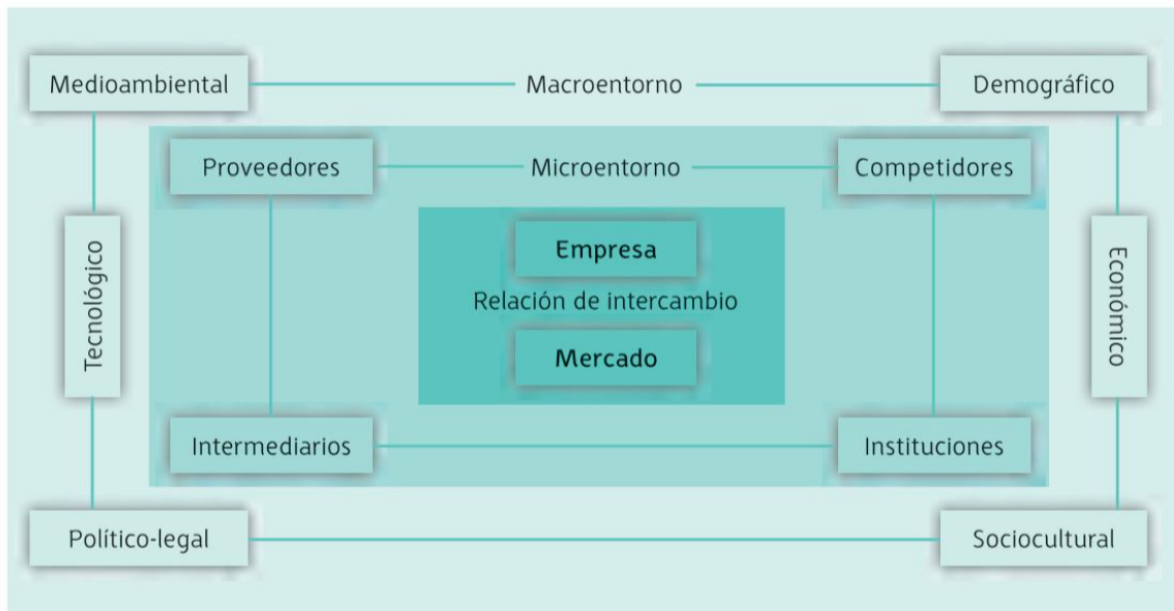 Medioambiental Macroentorno Demográfico
Proveedores Microentorno Competidores
Empresa
Relación de intercambio
Mercado
Tecnológico
Económico
Intermediarios Instituciones
Político-legal Sociocultural